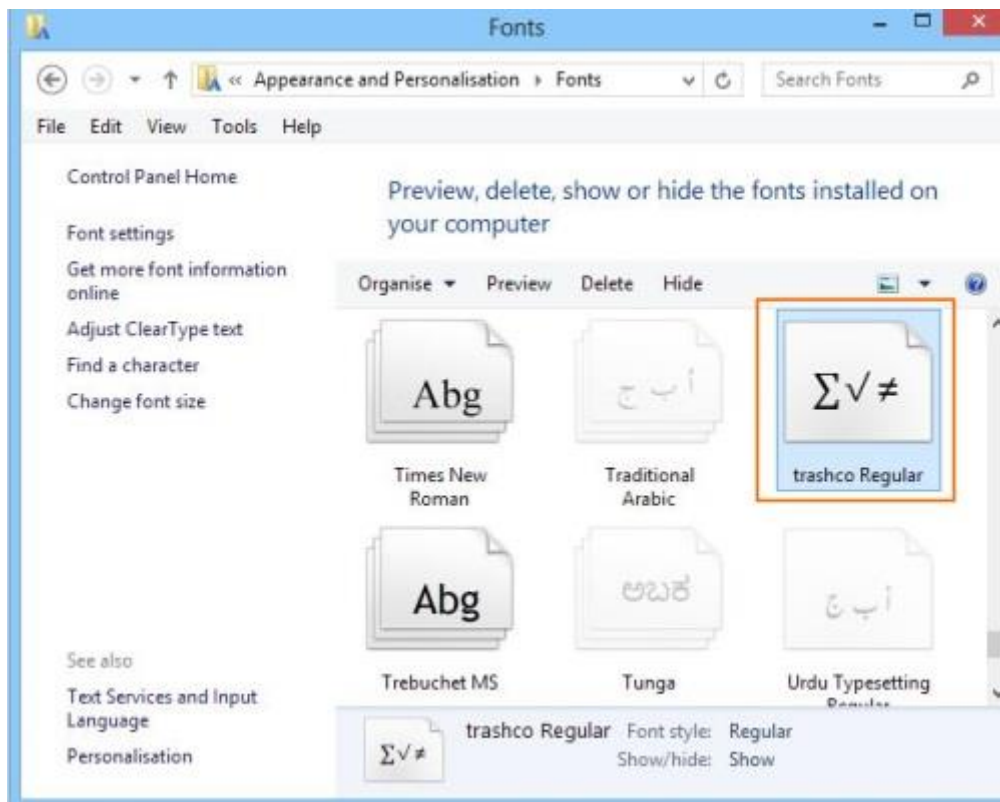 Fonts
« Appearance and Personalisation Fonts
Search Fonts
File Edit View Tools Help
Control Panel Home
Font settings
Get more font information
online
Adjust ClearType text
Find a character
Change font size
See also
Text Services and Input
Language
Personalisation
Preview, delete, show or hide the fonts installed on
your computer
Organise Preview Delete Hide
Abg
أ ب ج
∑√≠
Times New
Roman
Traditional
Arabic
trashco Regular
Abg
ಅಬಕ
أ ب ج
Trebuchet MS
Tunga
Urdu Typesetting
Regular
∑√≠
trashco Regular Font style: Regular
Show/hide: Show